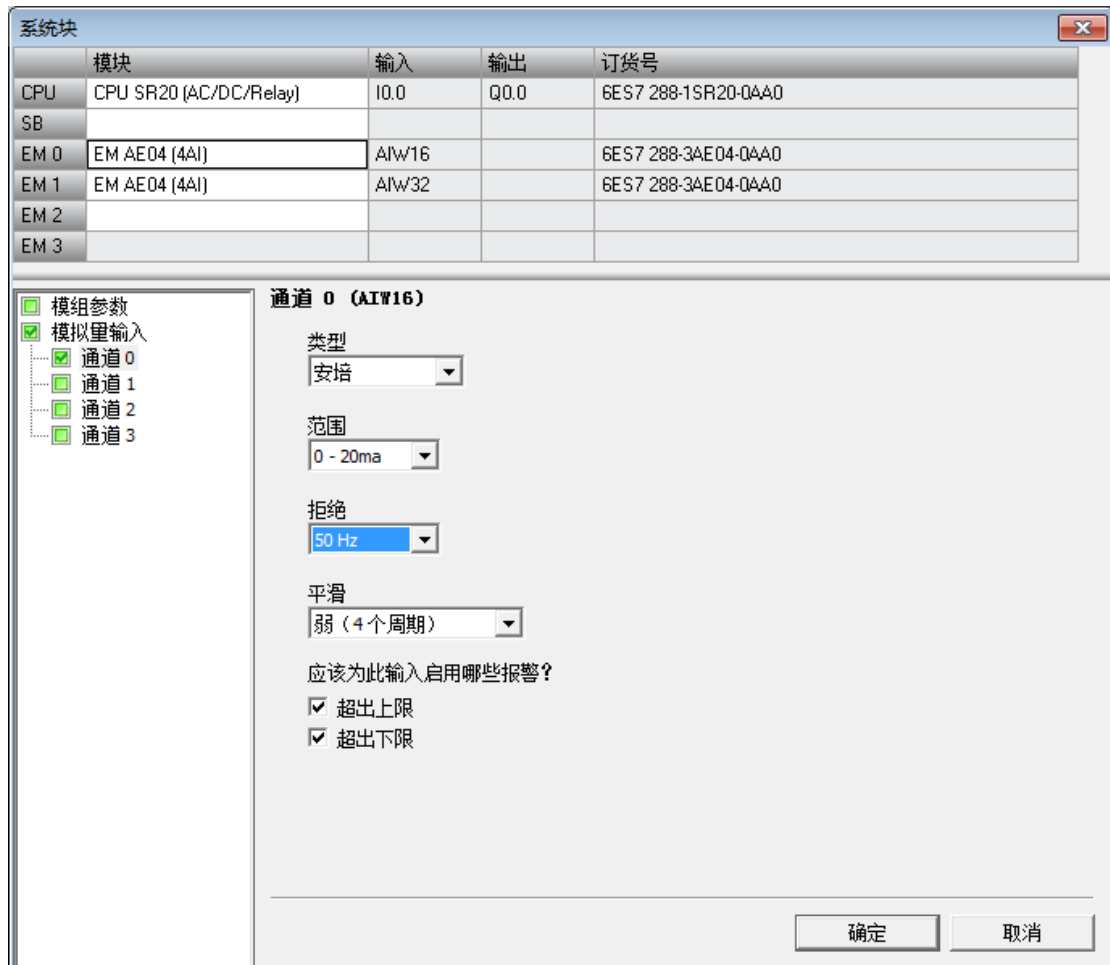 系统块
模块 输入 输出 订货号
CPU CPU SR20 (AC/DC/Relay) I0.0 Q0.0 6ES7 288-1SR20-0AA0
SB
EM 0 EM AE04 (4AI) AIW16 6ES7 288-3AE04-0AA0
EM 1 EM AE04 (4AI) AIW32 6ES7 288-3AE04-0AA0
EM 2
EM 3
模组参数
模拟量输入
通道 0
通道 1
通道 2
通道 3
通道 0 (AIW16)
类型
安培
范围
0 - 20ma
拒绝
50 Hz
平滑
弱（4个周期）
应该为此输入启用哪些报警?
超出上限
超出下限
确定 取消